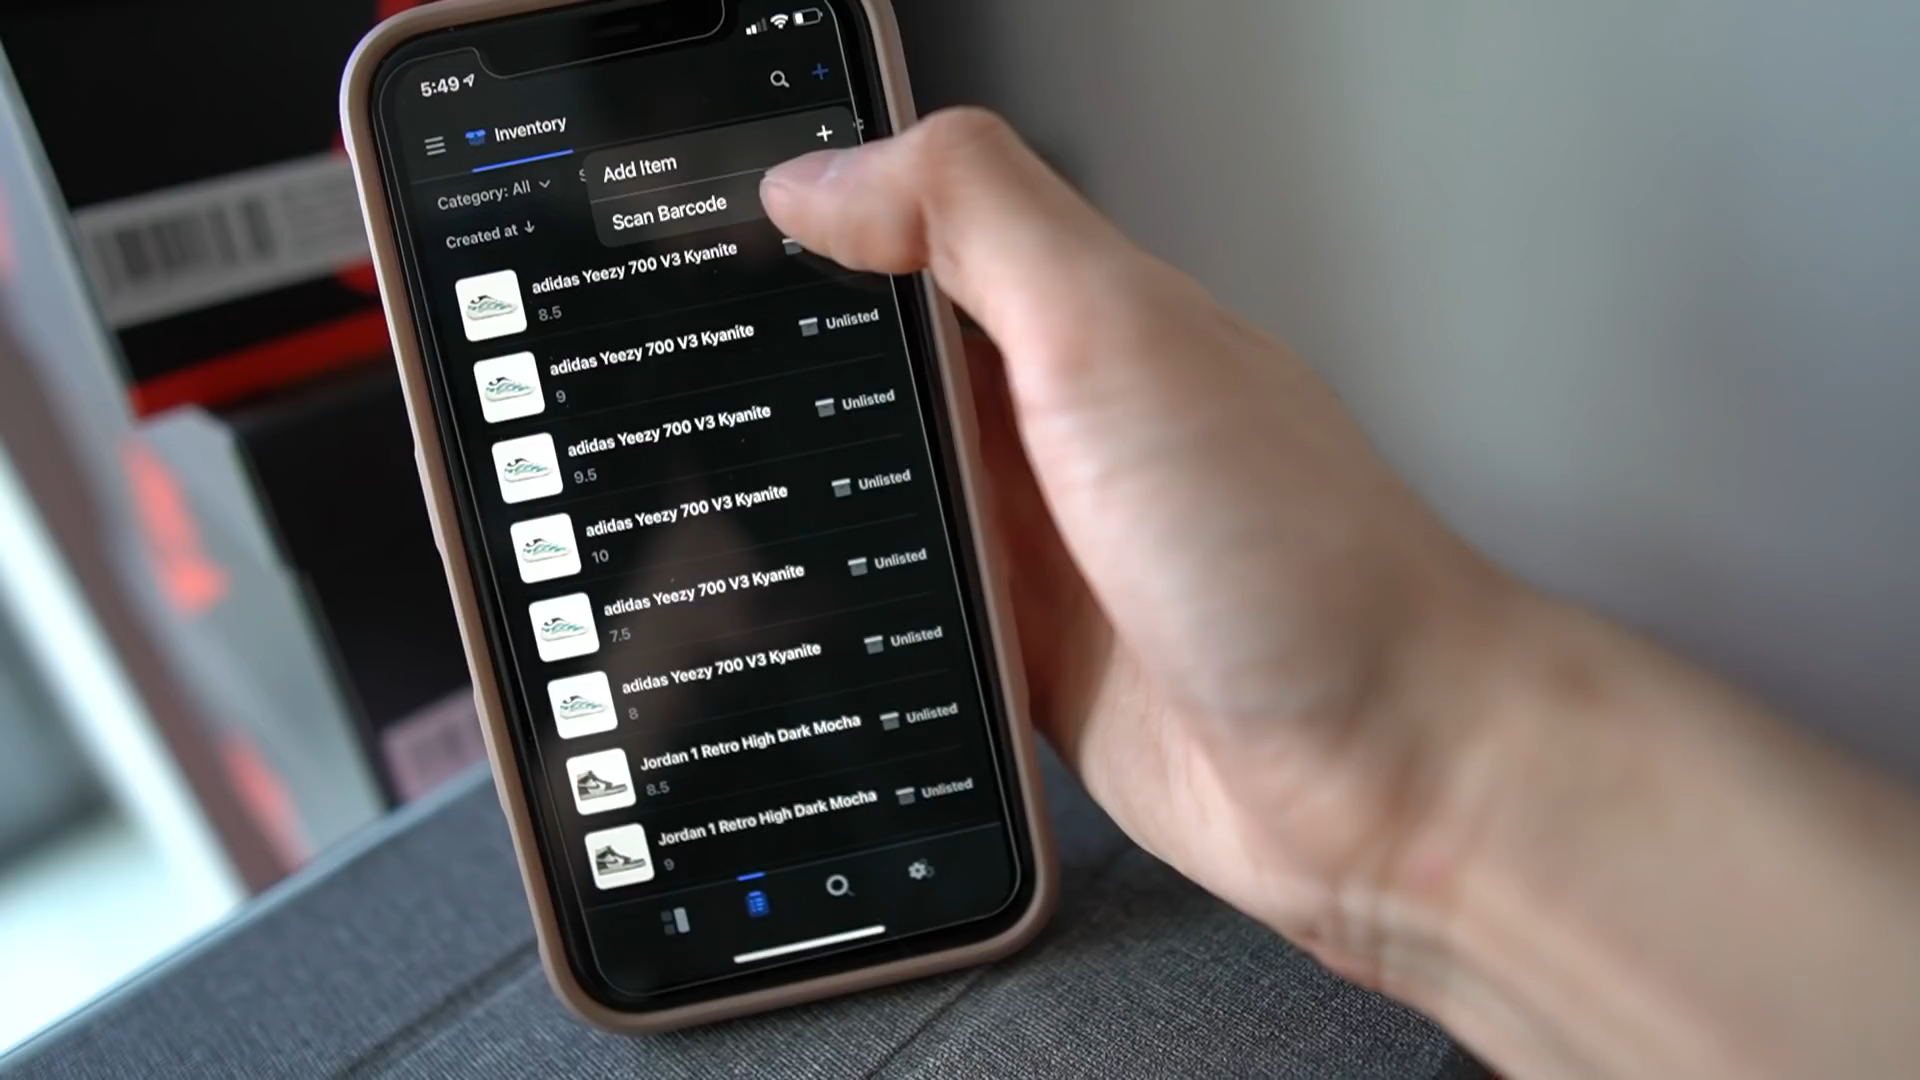 5:49
Inventory
Add Item
Category: All
Scan Barcode
Created at
adidas Yeezy 700 V3 Kyanite
8.5
adidas Yeezy 700 V3 Kyanite
Unlisted
9
adidas Yeezy 700 V3 Kyanite
Unlisted
9.5
adidas Yeezy 700 V3 Kyanite
Unlisted
10
adidas Yeezy 700 V3 Kyanite
Unlisted
7.5
adidas Yeezy 700 V3 Kyanite
Unlisted
8
Jordan 1 Retro High Dark Mocha
Unlisted
8.5
Jordan 1 Retro High Dark Mocha
Unlisted
9